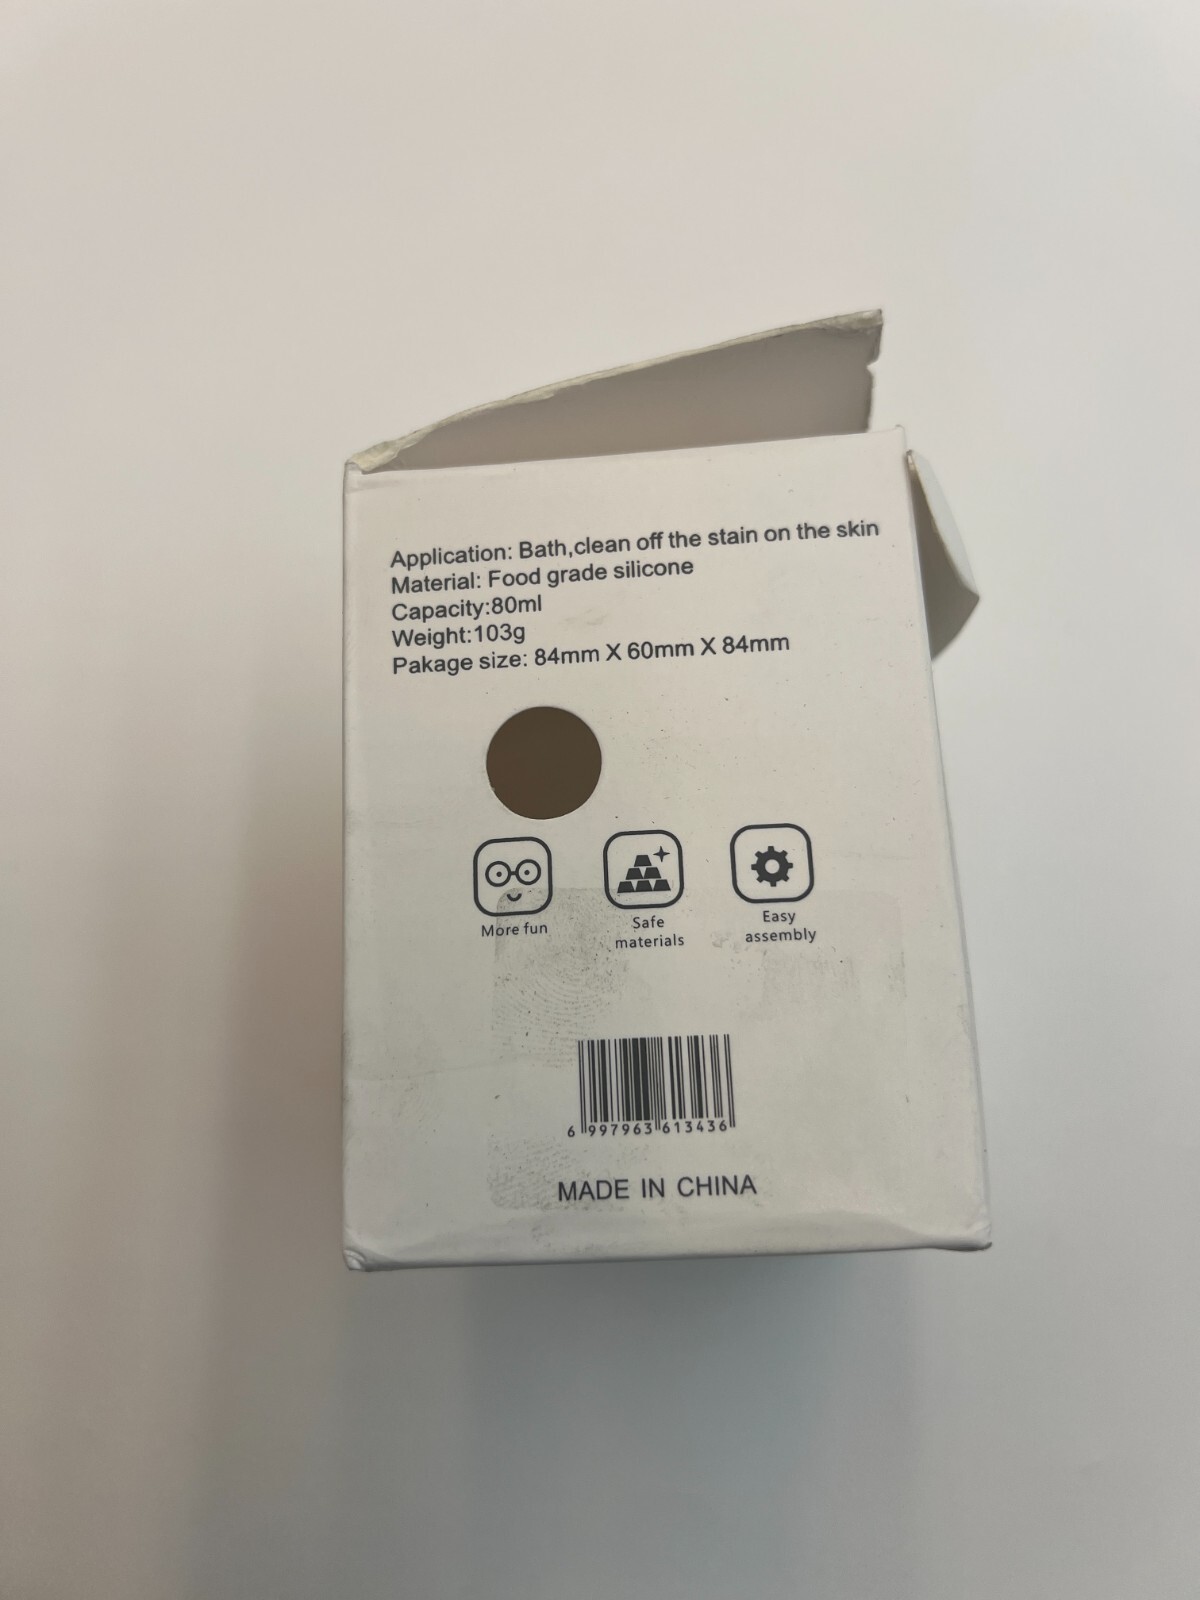 Application: Bath,clean off the stain on the skin
Material: Food grade silicone
Capacity:80ml
Weight:103g
Pakage size: 84mm X 60mm X 84mm
More fun
Safe
materials
Easy
assembly
6 997963 613436
MADE IN CHINA